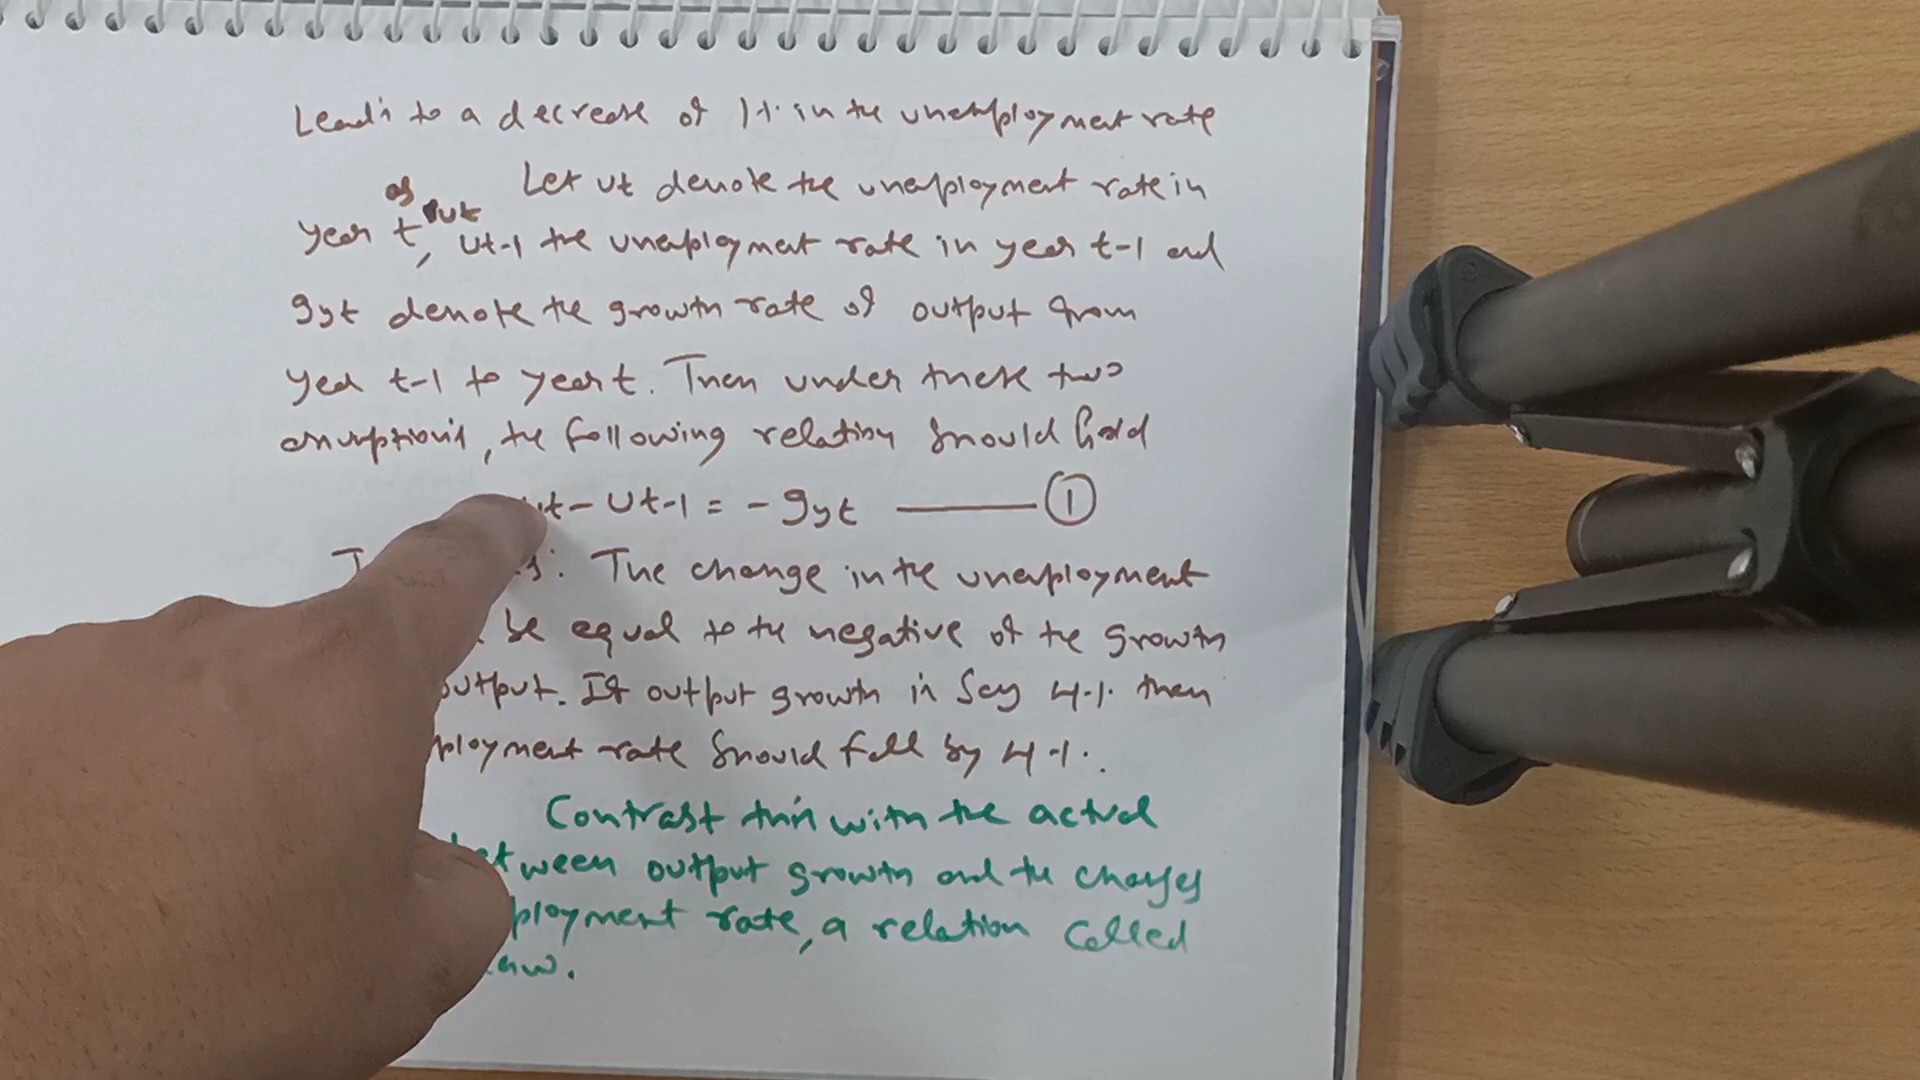 Leads to a decrease of 1% in the unemployment rate
as Let ut denote the unemployment rate in
year t, ut
ut-1 the unemployment rate in year t-1 and
gyt denote the growth rate of output from
year t-1 to year t. Then under these two
assumptions, the following relation should hold
ut - ut-1 = - gyt ——— ①
The change in the unemployment
be equal to the negative of the growth
output. If output growth is say 4% then
ployment rate should fall by 4%.
Contrast this with the actual
between output growth and the changes
ployment rate, a relation called
Law.